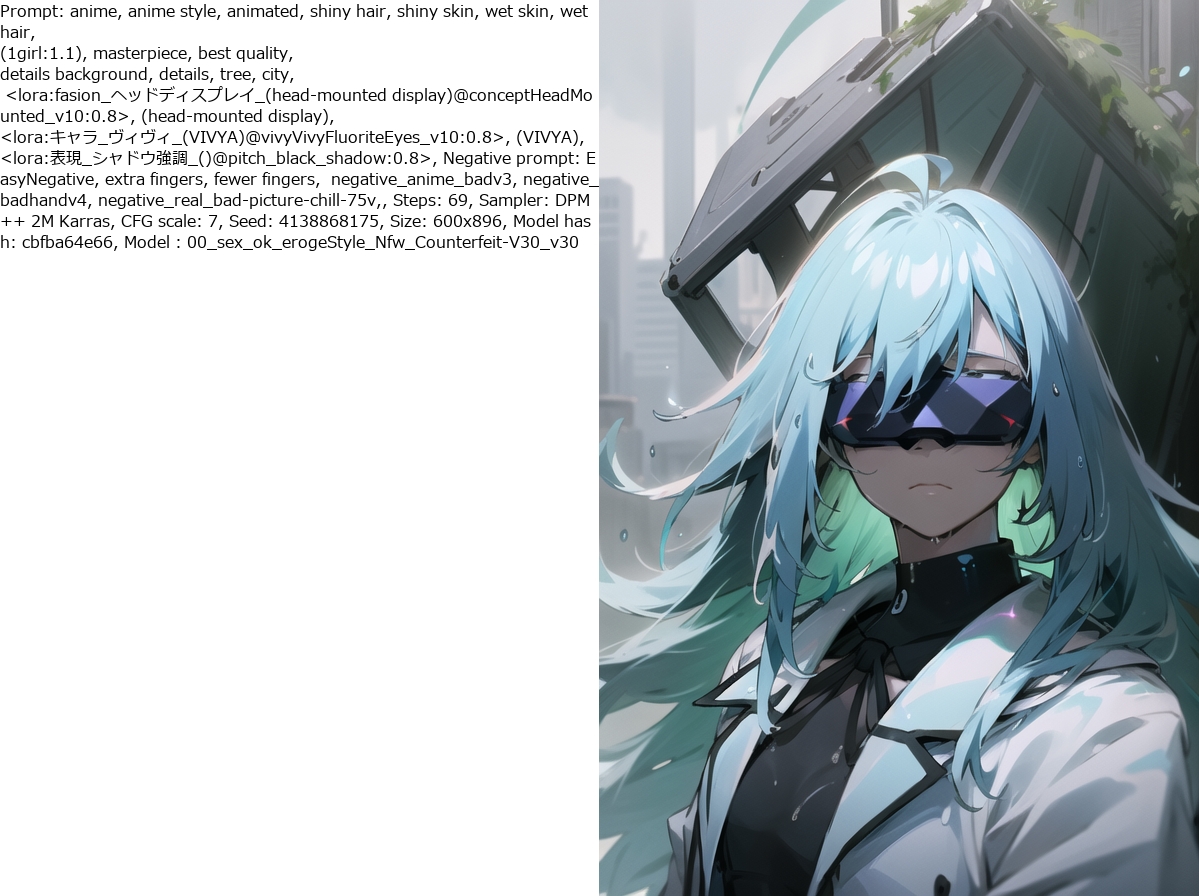 Prompt: anime, anime style, animated, shiny hair, shiny skin, wet skin, wet
hair,
(1girl:1.1), masterpiece, best quality,
details background, details, tree, city,
<lora:fasion_ヘッドディスプレイ_(head-mounted display)@conceptHeadMo
unted_v10:0.8>, (head-mounted display),
<lora:キャラ_ヴィヴィ_(VIVYA)@vivyVivyFluoriteEyes_v10:0.8>, (VIVYA),
<lora:表現_シャドウ強調_()@pitch_black_shadow:0.8>, Negative prompt: E
asyNegative, extra fingers, fewer fingers,  negative_anime_badv3, negative_
badhandv4, negative_real_bad-picture-chill-75v,, Steps: 69, Sampler: DPM
++ 2M Karras, CFG scale: 7, Seed: 4138868175, Size: 600x896, Model has
h: cbfba64e66, Model : 00_sex_ok_erogeStyle_Nfw_Counterfeit-V30_v30